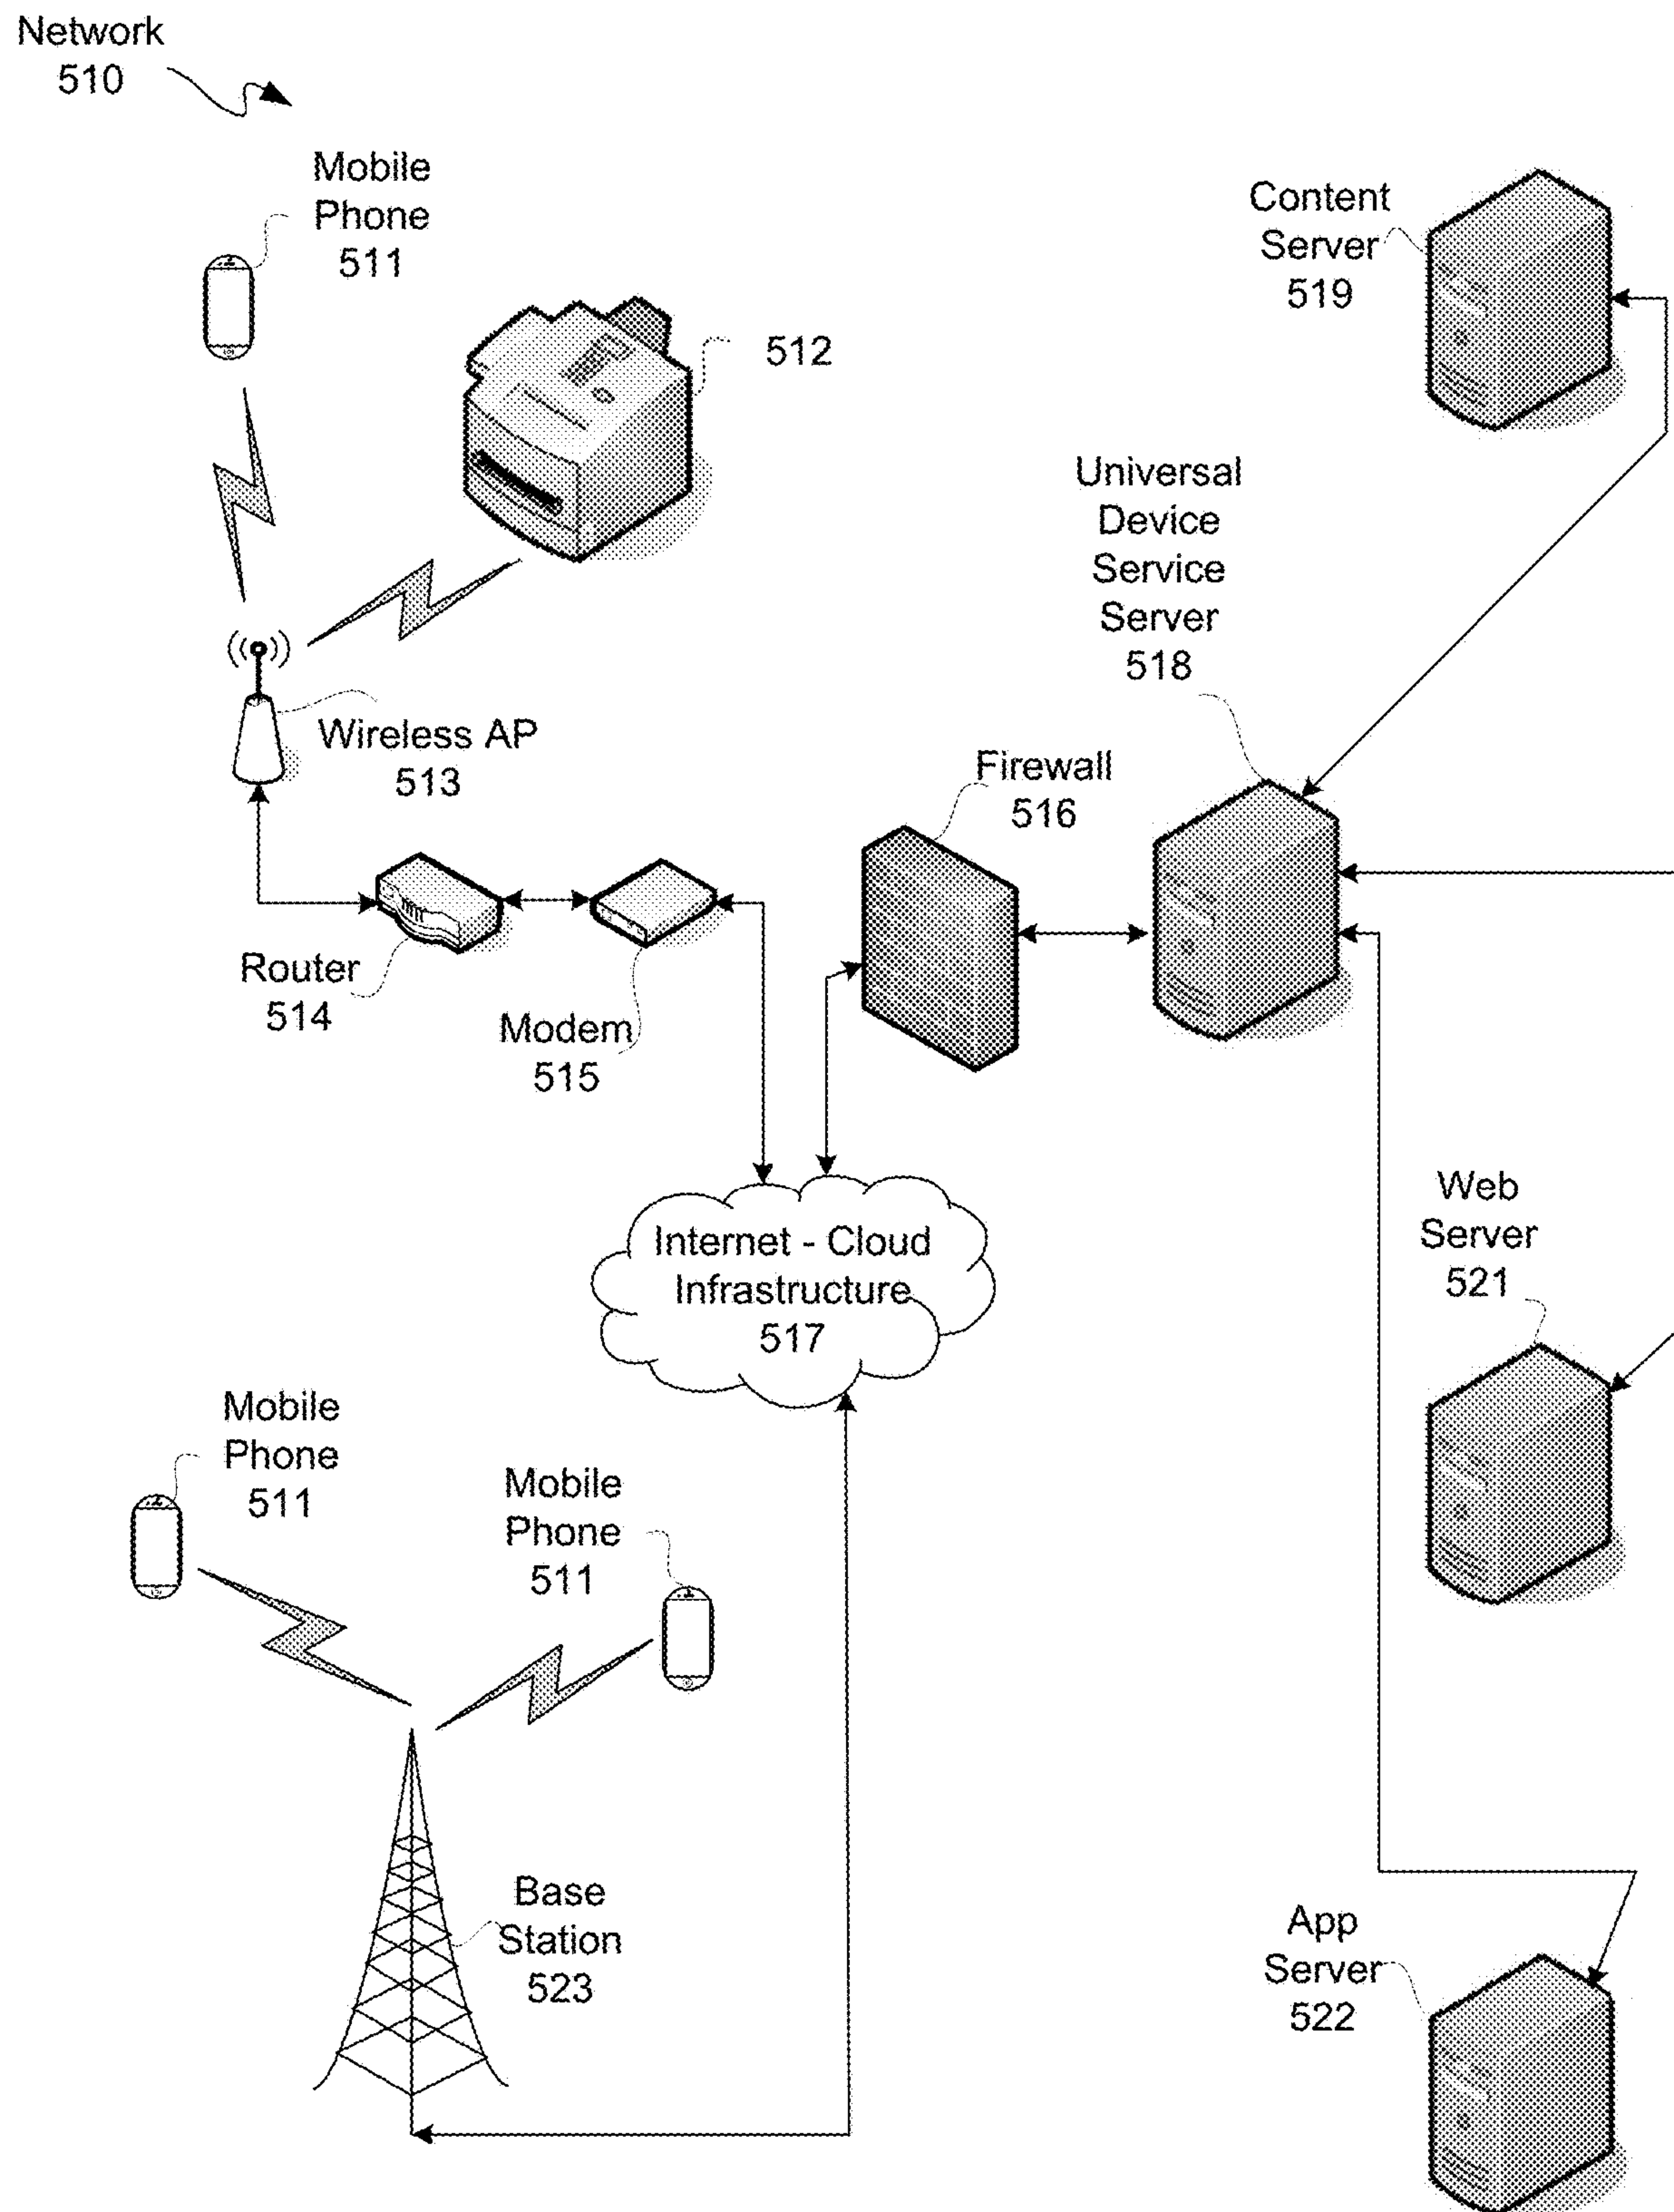 Network
510
Mobile
Phone
511
512
Content
Server
519
Universal
Device
Service
Server
518
Wireless AP
513
Firewall
516
Router
514
Modem
515
Internet - Cloud
Infrastructure
517
Web
Server
521
Mobile
Phone
511
Mobile
Phone
511
Base
Station
523
App
Server
522